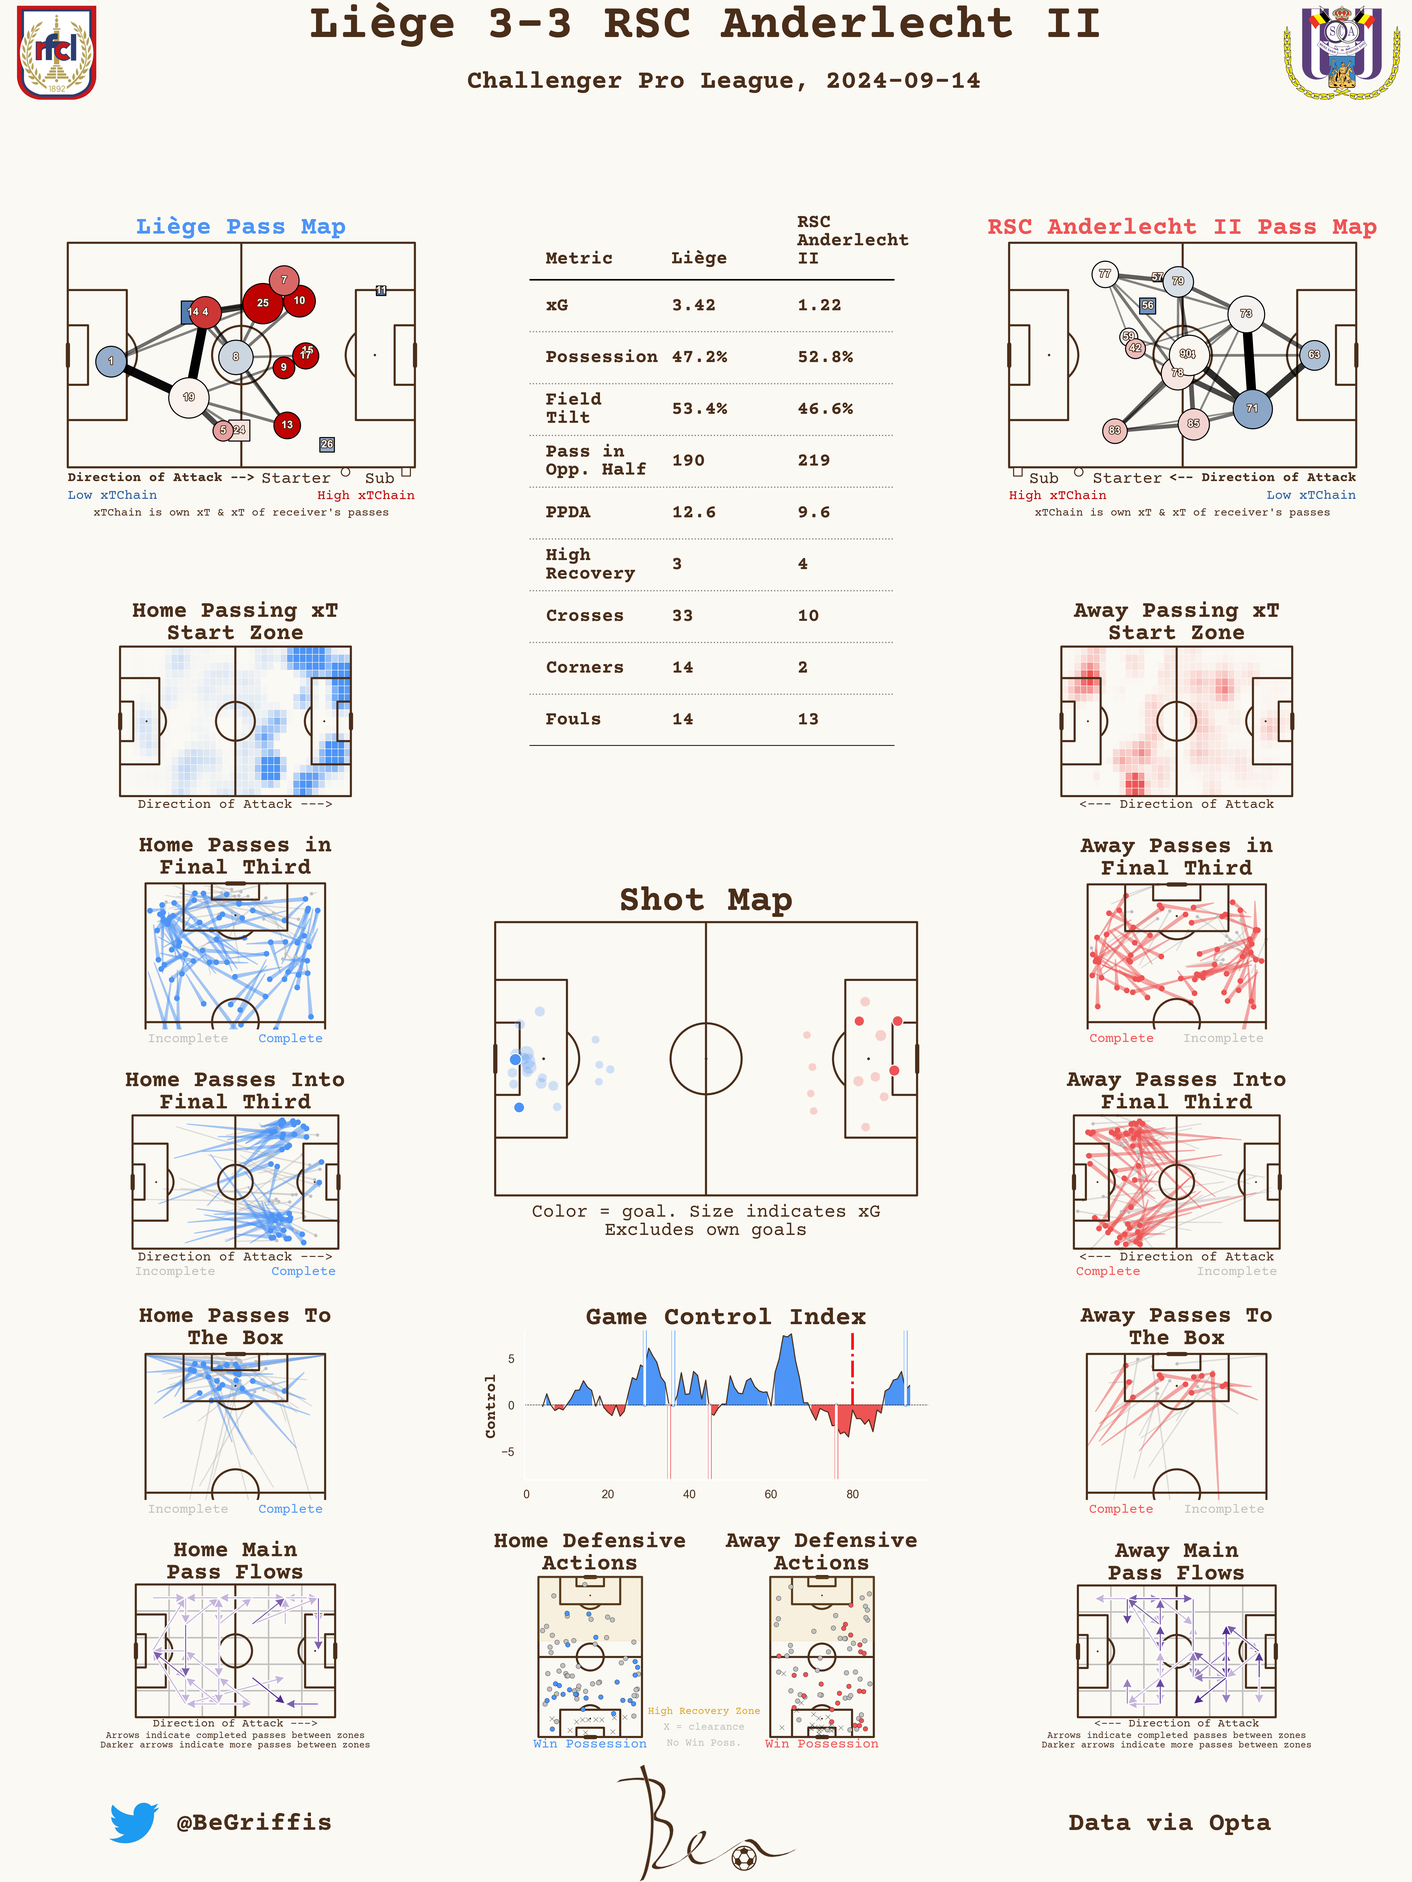 Liège 3-3 RSC Anderlecht II
Challenger Pro League, 2024-09-14
rfcl
1892
Liège Pass Map
7
11
25
10
14
4
1
8
15
17
9
19
13
5
24
26
Direction of Attack --> Starter Sub
Low xTChain High xTChain
xTChain is own xT & xT of receiver's passes
Metric Liège RSC Anderlecht II
xG 3.42 1.22
Possession 47.2% 52.8%
Field Tilt 53.4% 46.6%
Pass in Opp. Half 190 219
PPDA 12.6 9.6
High Recovery 3 4
Crosses 33 10
Corners 14 2
Fouls 14 13
RSC Anderlecht II Pass Map
77
57
79
56
73
59
42
90
63
78
71
83
85
Sub Starter <-- Direction of Attack
High xTChain Low xTChain
xTChain is own xT & xT of receiver's passes
Home Passing xT
Start Zone
Direction of Attack --->
Away Passing xT
Start Zone
<--- Direction of Attack
Home Passes in
Final Third
Incomplete Complete
Away Passes in
Final Third
Complete Incomplete
Shot Map
Color = goal. Size indicates xG
Excludes own goals
Home Passes Into
Final Third
Direction of Attack --->
Incomplete Complete
Away Passes Into
Final Third
<--- Direction of Attack
Complete Incomplete
Home Passes To
The Box
Incomplete Complete
Game Control Index
Control
5
0
−5
0 20 40 60 80
Away Passes To
The Box
Complete Incomplete
Home Main
Pass Flows
Direction of Attack --->
Arrows indicate completed passes between zones
Darker arrows indicate more passes between zones
Home Defensive
Actions
Win Possession
High Recovery Zone
X = clearance
No Win Poss.
Away Defensive
Actions
Win Possession
Away Main
Pass Flows
<--- Direction of Attack
Arrows indicate completed passes between zones
Darker arrows indicate more passes between zones
@BeGriffis
Ben
Data via Opta